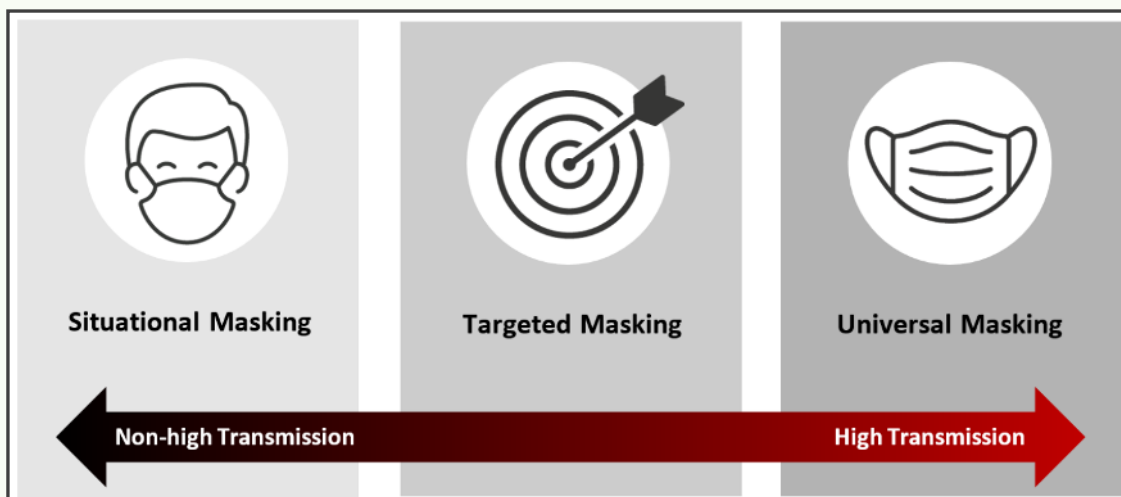 Situational Masking
Targeted Masking
Universal Masking
Non-high Transmission
High Transmission